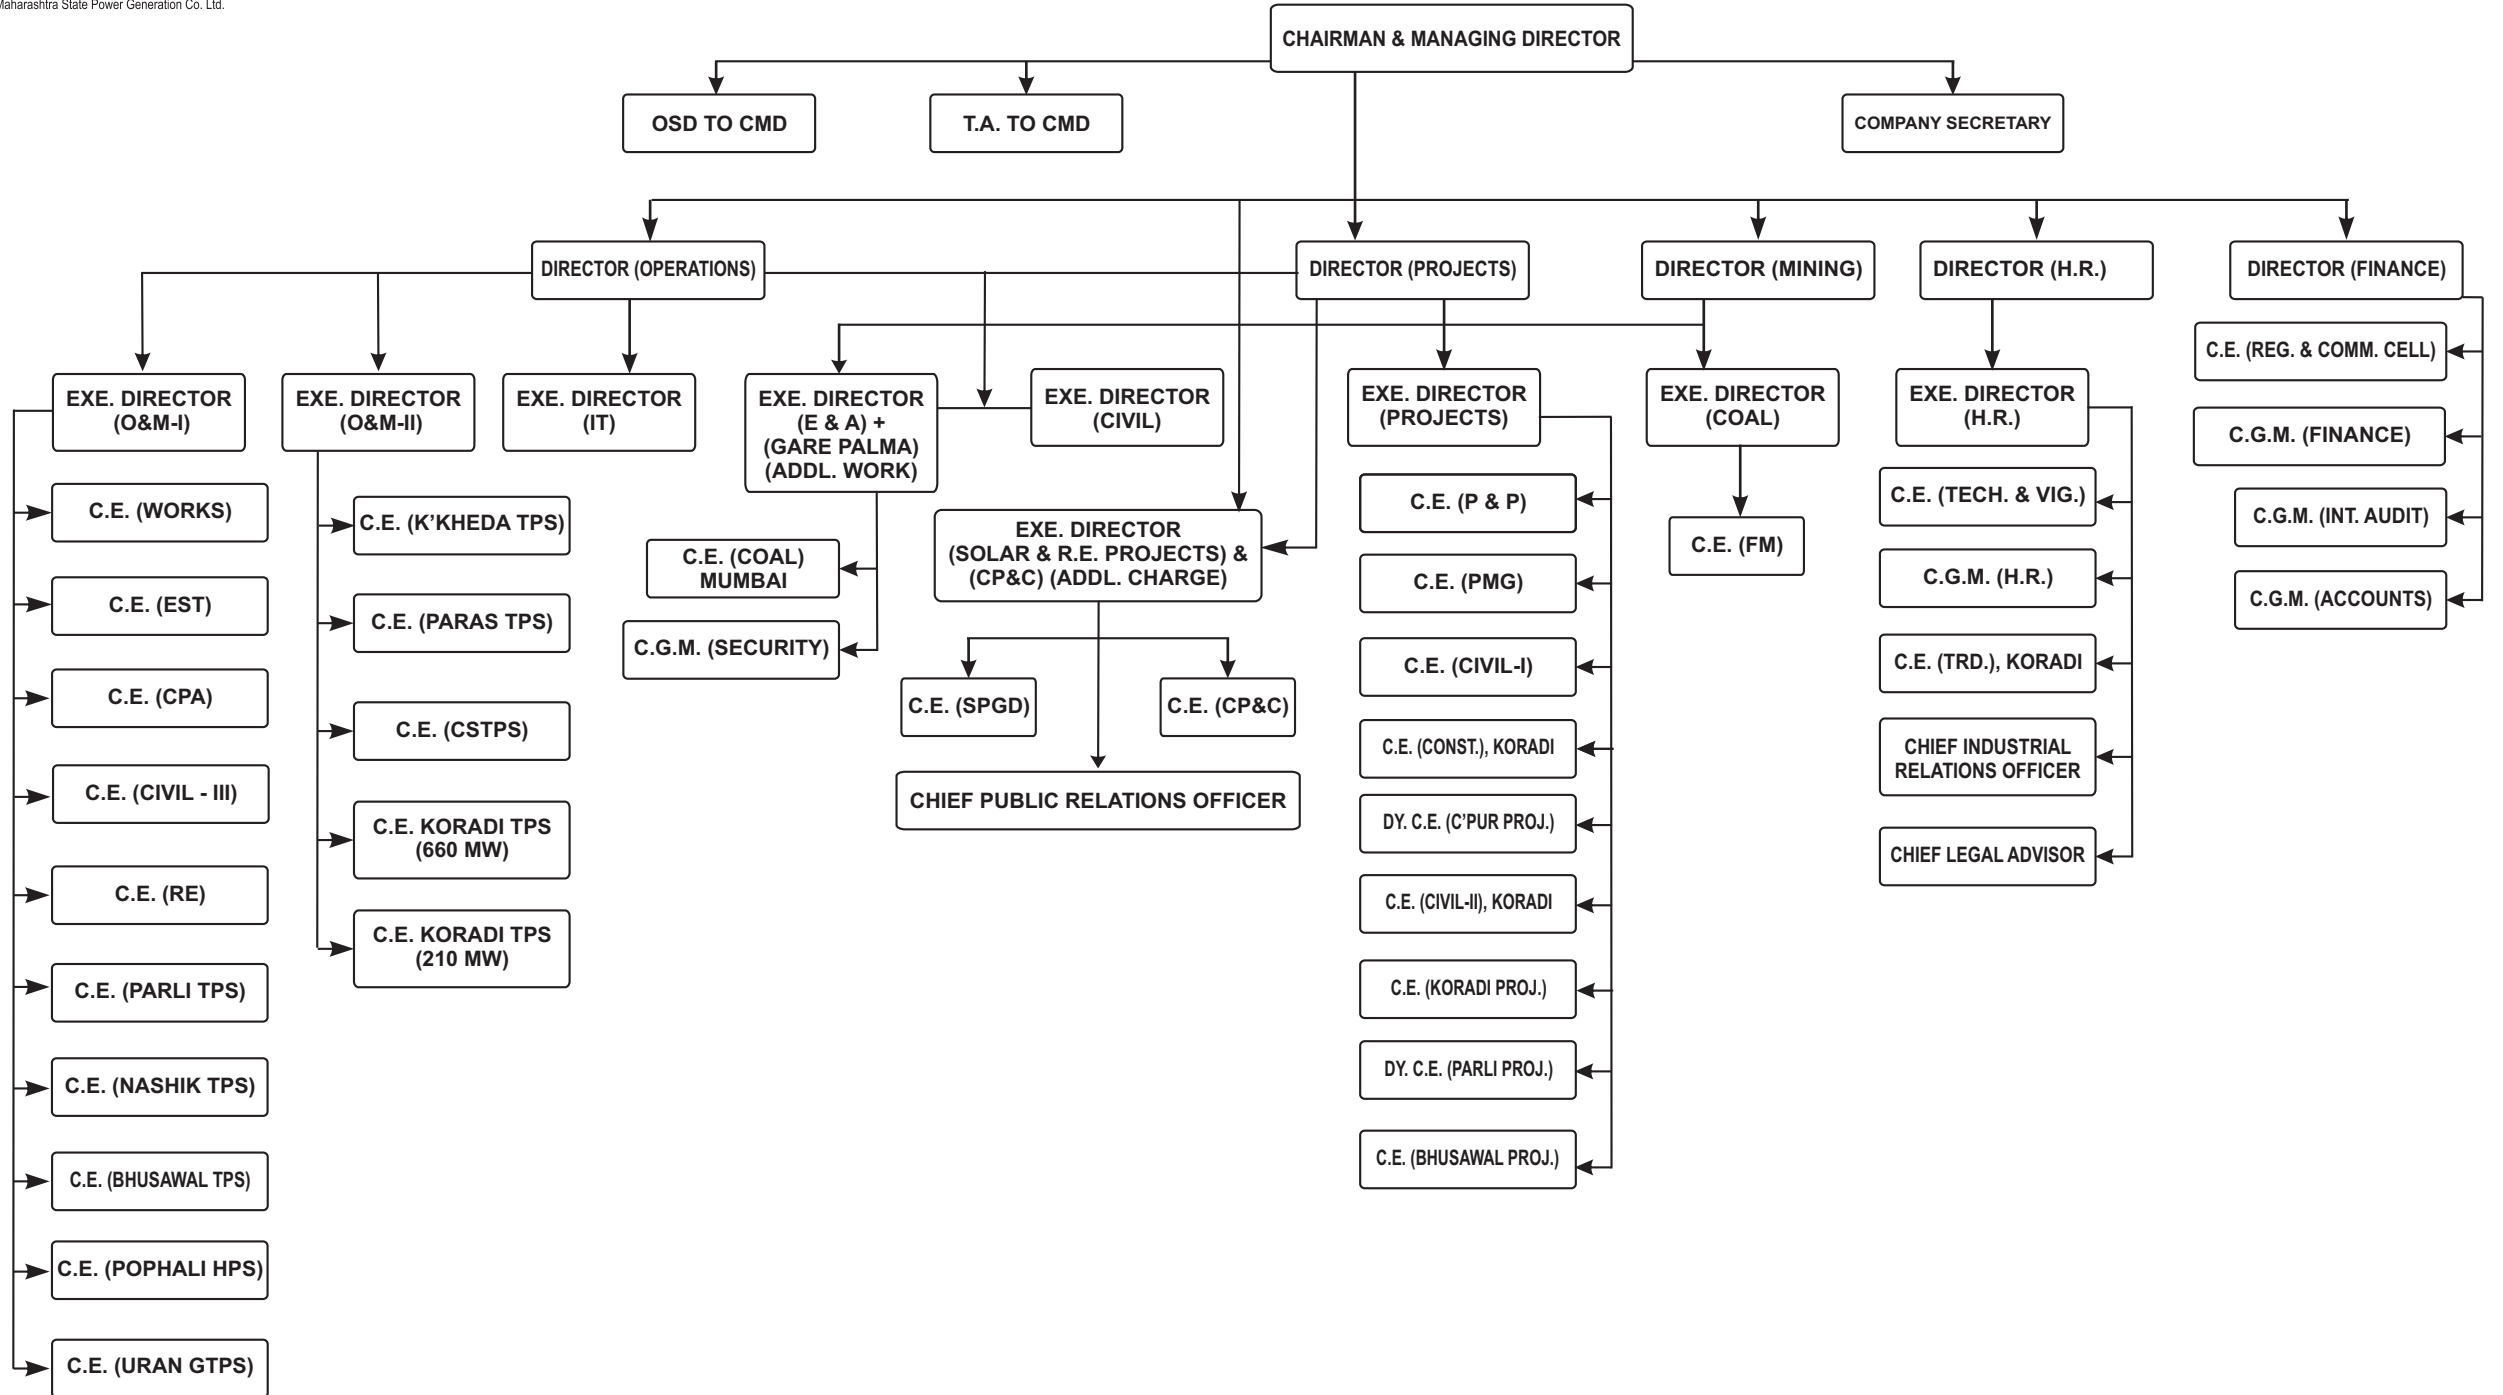 Maharashtra State Power Generation Co. Ltd.
CHAIRMAN & MANAGING DIRECTOR
OSD TO CMD
T.A. TO CMD
COMPANY SECRETARY
DIRECTOR (OPERATIONS)
DIRECTOR (PROJECTS)
DIRECTOR (MINING)
DIRECTOR (H.R.)
DIRECTOR (FINANCE)
EXE. DIRECTOR
(O&M-I)
EXE. DIRECTOR
(O&M-II)
EXE. DIRECTOR
(IT)
EXE. DIRECTOR
(E & A) +
(GARE PALMA)
(ADDL. WORK)
EXE. DIRECTOR
(CIVIL)
EXE. DIRECTOR
(PROJECTS)
EXE. DIRECTOR
(COAL)
EXE. DIRECTOR
(H.R.)
C.E. (REG. & COMM. CELL)
C.G.M. (FINANCE)
C.G.M. (INT. AUDIT)
C.G.M. (ACCOUNTS)
C.E. (WORKS)
C.E. (EST)
C.E. (CPA)
C.E. (CIVIL - III)
C.E. (RE)
C.E. (PARLI TPS)
C.E. (NASHIK TPS)
C.E. (BHUSAWAL TPS)
C.E. (POPHALI HPS)
C.E. (URAN GTPS)
C.E. (K’KHEDA TPS)
C.E. (PARAS TPS)
C.E. (CSTPS)
C.E. KORADI TPS
(660 MW)
C.E. KORADI TPS
(210 MW)
C.E. (COAL)
MUMBAI
C.G.M. (SECURITY)
EXE. DIRECTOR
(SOLAR & R.E. PROJECTS) &
(CP&C) (ADDL. CHARGE)
C.E. (SPGD)
C.E. (CP&C)
CHIEF PUBLIC RELATIONS OFFICER
C.E. (P & P)
C.E. (PMG)
C.E. (CIVIL-I)
C.E. (CONST.), KORADI
DY. C.E. (C’PUR PROJ.)
C.E. (CIVIL-II), KORADI
C.E. (KORADI PROJ.)
DY. C.E. (PARLI PROJ.)
C.E. (BHUSAWAL PROJ.)
C.E. (FM)
C.E. (TECH. & VIG.)
C.G.M. (H.R.)
C.E. (TRD.), KORADI
CHIEF INDUSTRIAL
RELATIONS OFFICER
CHIEF LEGAL ADVISOR